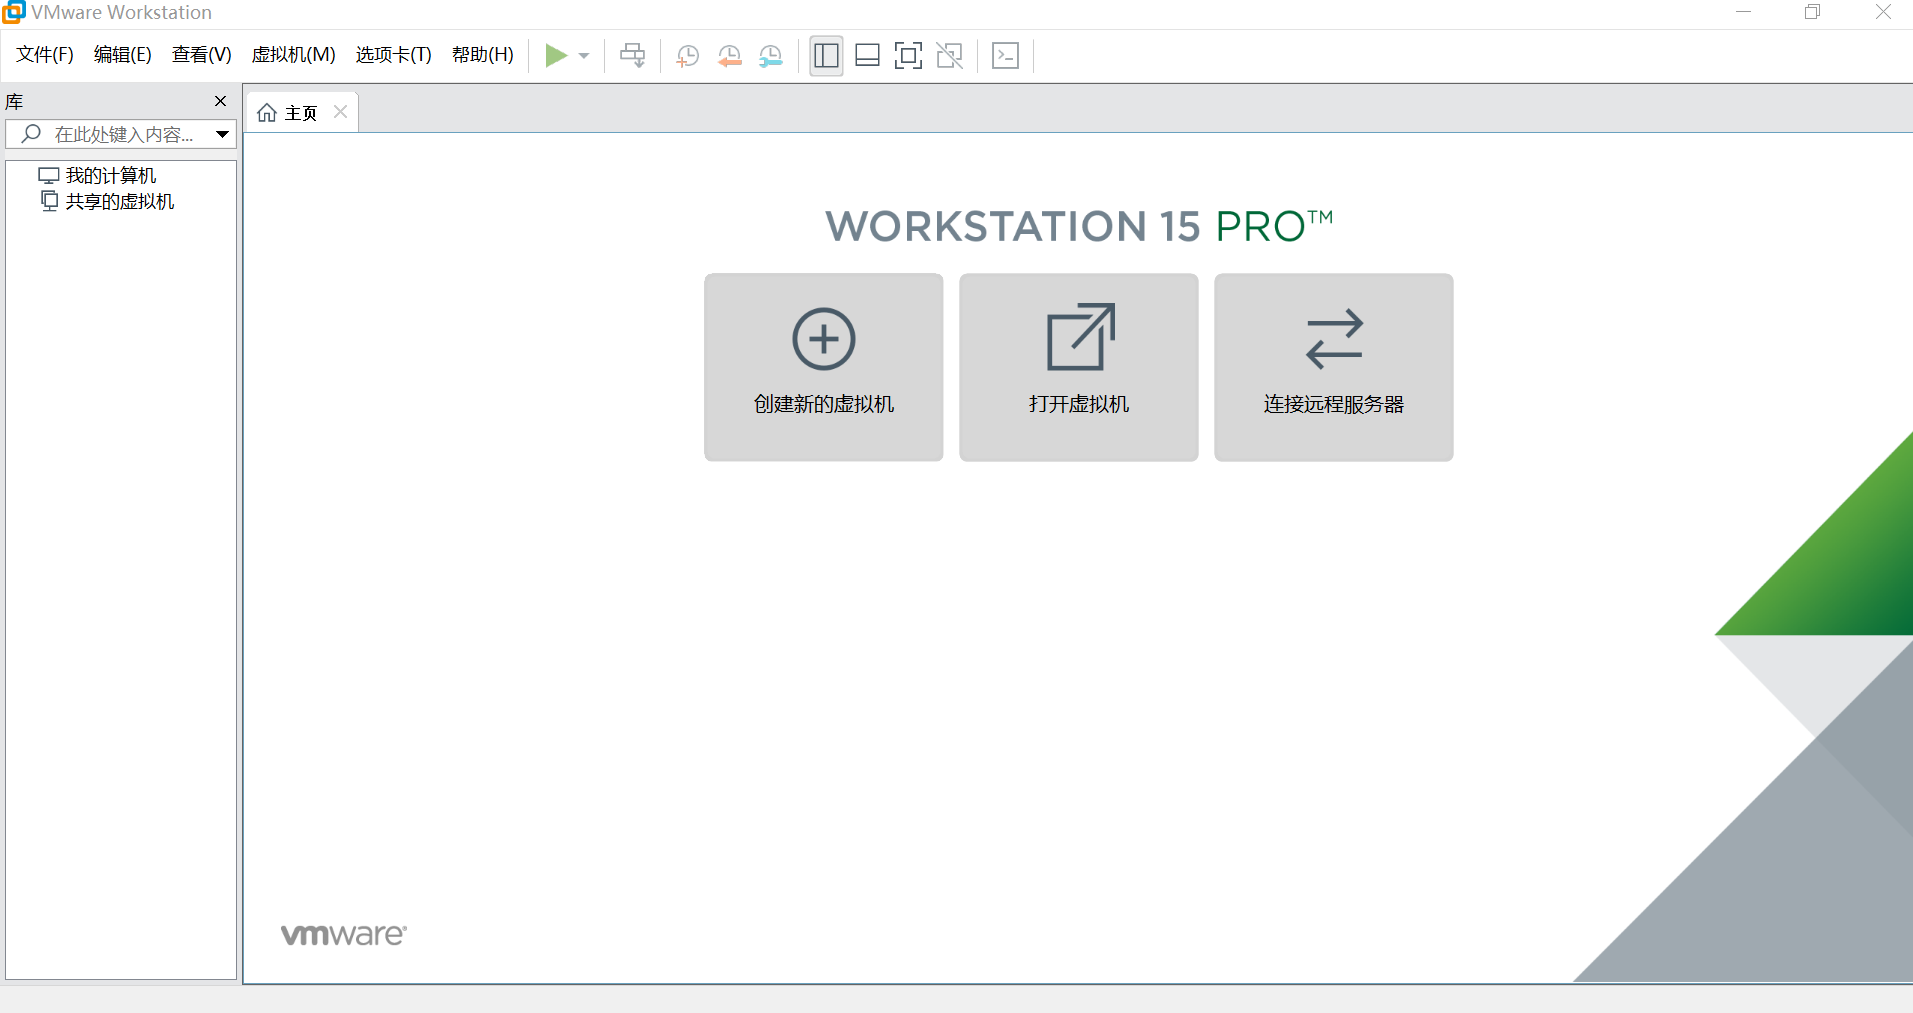 VMware Workstation
文件(F) 编辑(E) 查看(V) 虚拟机(M) 选项卡(T) 帮助(H)
库
在此处键入内容...
我的计算机
共享的虚拟机
主页
WORKSTATION 15 PRO™
创建新的虚拟机
打开虚拟机
连接远程服务器
vmware®